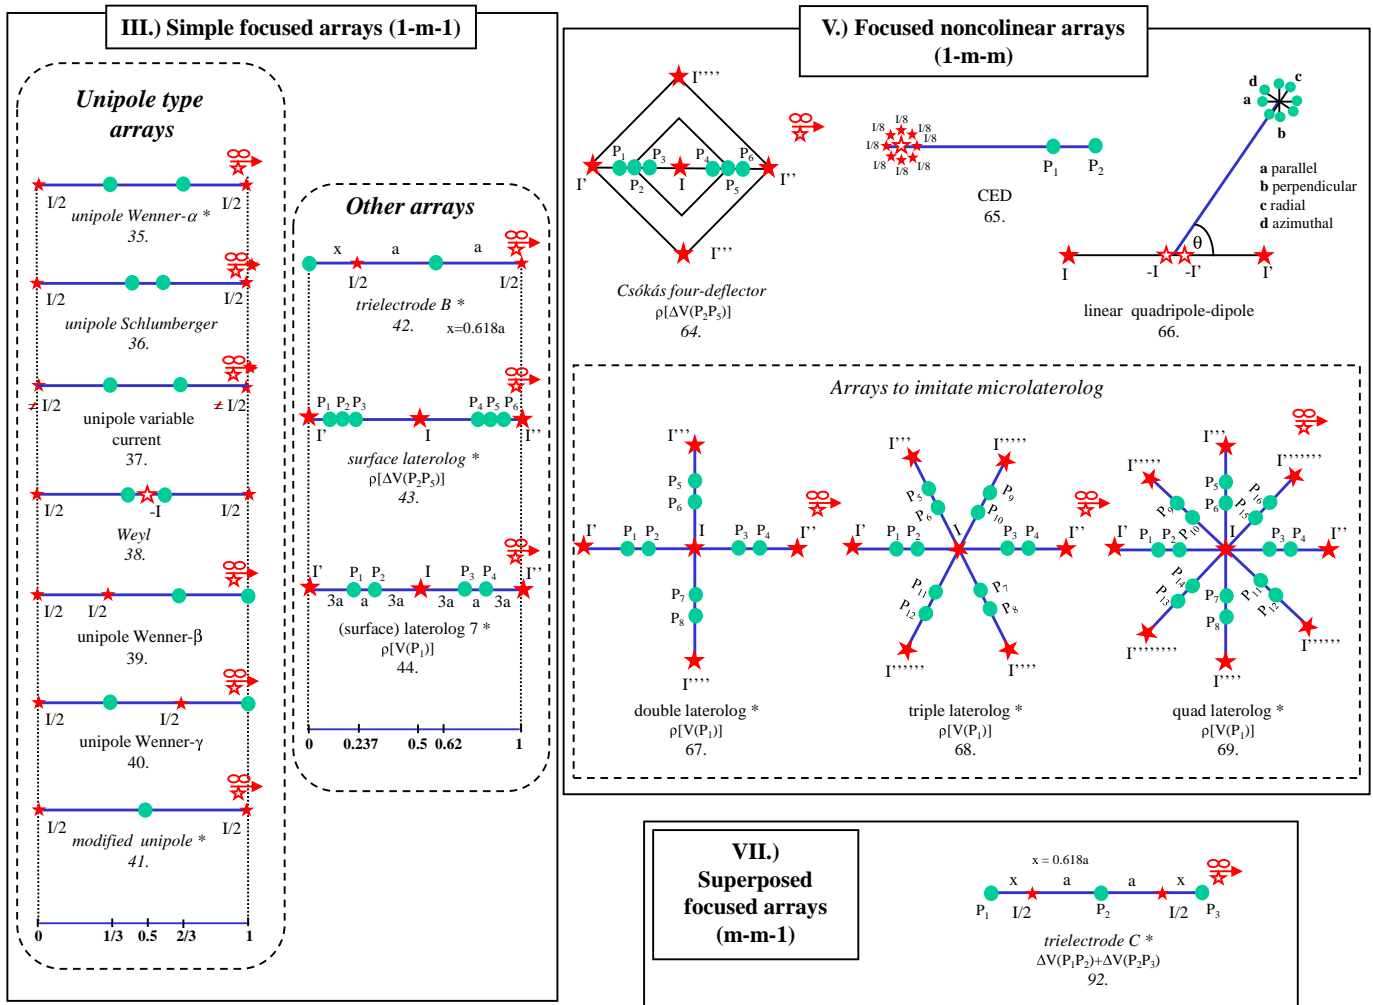 III.) Simple focused arrays (1-m-1)
Unipole type
arrays
I/2 I/2
unipole Wenner-α *
35.
I/2 I/2
unipole Schlumberger
36.
≠ I/2 ≠ I/2
unipole variable
current
37.
I/2 -I I/2
Weyl
38.
I/2 I/2
unipole Wenner-β
39.
I/2 I/2
unipole Wenner-γ
40.
I/2 I/2
modified unipole *
41.
0 1/3 0.5 2/3 1
Other arrays
x a a
I/2 I/2
trielectrode B *
42. x=0.618a
P₁ P₂ P₃ P₄ P₅ P₆
I' I I''
surface laterolog *
ρ[ΔV(P₂P₅)]
43.
I' P₁ P₂ I P₃ P₄ I''
3a a 3a 3a a 3a
(surface) laterolog 7 *
ρ[V(P₁)]
44.
0 0.237 0.5 0.62 1
V.) Focused noncolinear arrays
(1-m-m)
I''''
P₁ P₃ P₄ P₆
I' P₂ I P₅ I''
I'''
Csókás four-deflector
ρ[ΔV(P₂P₅)]
64.
I/8 I/8 I/8
I/8 I/8
I/8 I/8 I/8
P₁ P₂
CED
65.
d c
a
b
a parallel
b perpendicular
c radial
d azimuthal
θ
I -I -I' I'
linear quadripole-dipole
66.
Arrays to imitate microlaterolog
I'''
P₅
P₆
I' P₁ P₂ I P₃ P₄ I''
P₇
P₈
I''''
double laterolog *
ρ[V(P₁)]
67.
I''' I'''''
P₅ P₉
P₆ P₁₀
I' P₁ P₂ I P₃ P₄ I''
P₁₁ P₇
P₁₂ P₈
I'''''' I''''
triple laterolog *
ρ[V(P₁)]
68.
I'''
I''''' I'''''''
P₉ P₅ P₁₆
P₁₀ P₆ P₁₅
I' P₁ P₂ I P₃ P₄ I''
P₁₄ P₇ P₁₁
P₁₃ P₈ P₁₂
I'''''''' I'''' I''''''
quad laterolog *
ρ[V(P₁)]
69.
VII.)
Superposed
focused arrays
(m-m-1)
x = 0.618a
x a a x
P₁ I/2 P₂ I/2 P₃
trielectrode C *
ΔV(P₁P₂)+ΔV(P₂P₃)
92.